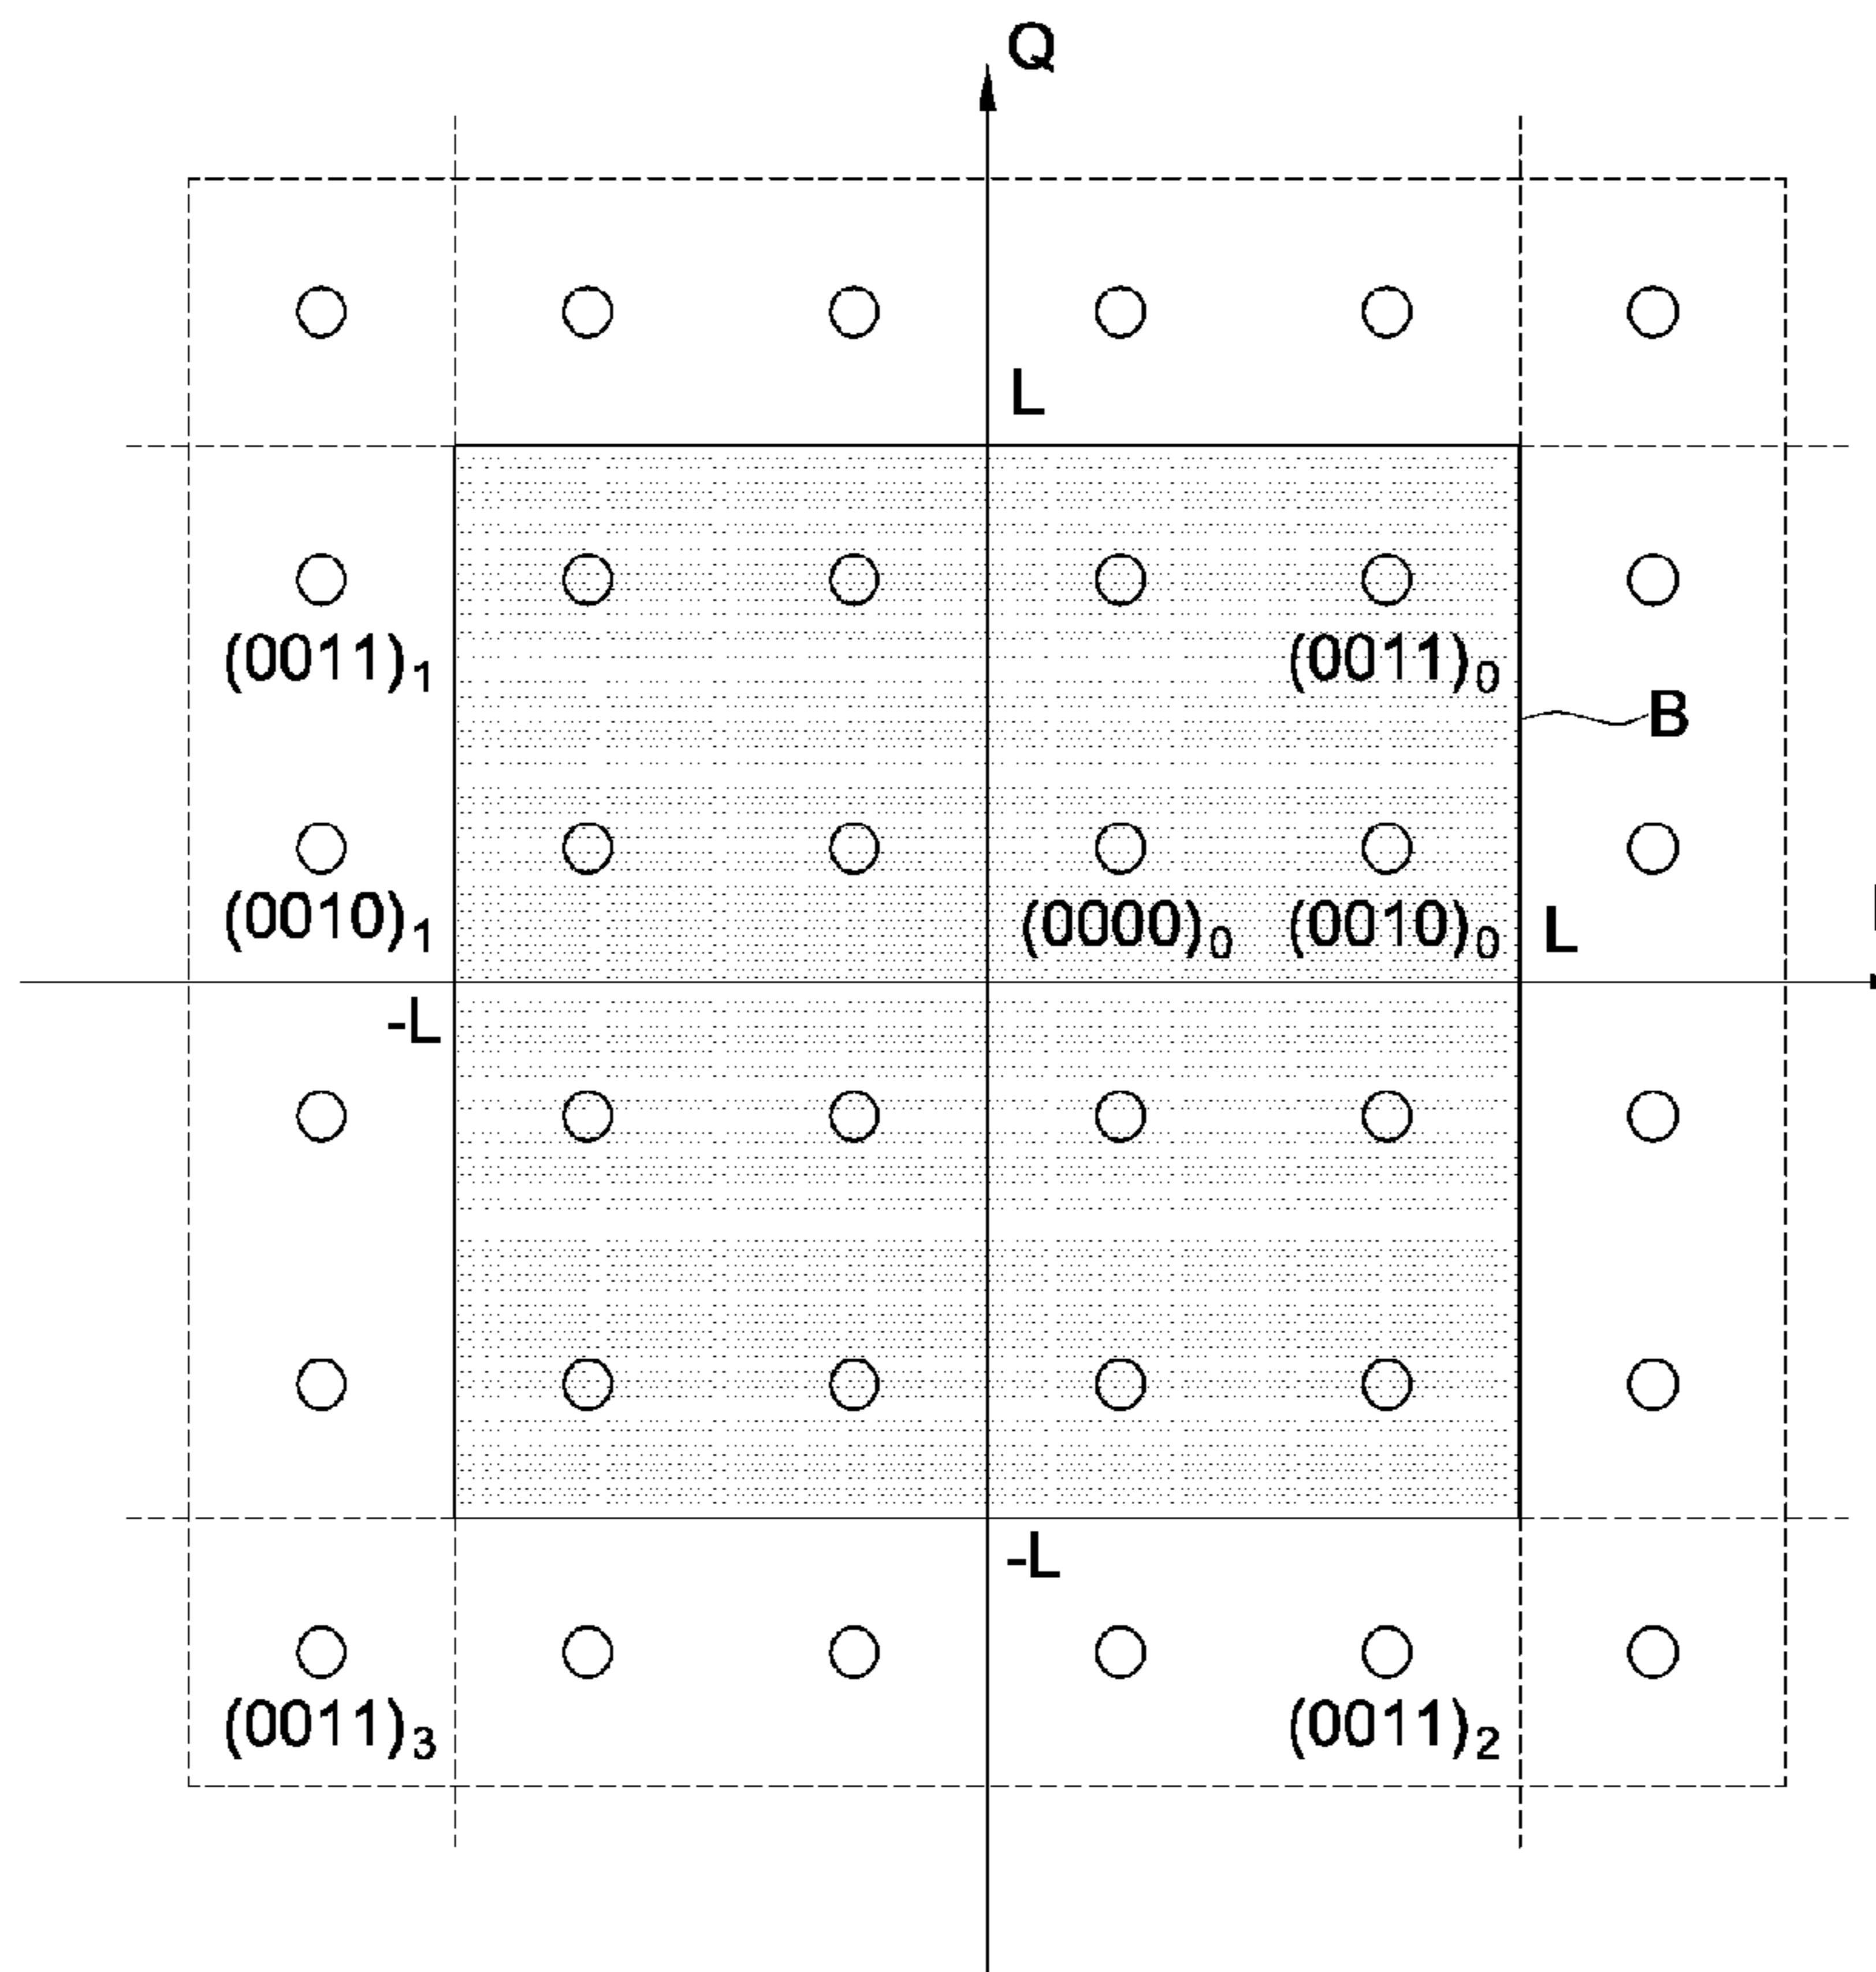 Q
L
(0011)₁ (0011)₀
B
(0010)₁ (0000)₀ (0010)₀ L
-L
-L
(0011)₃ (0011)₂